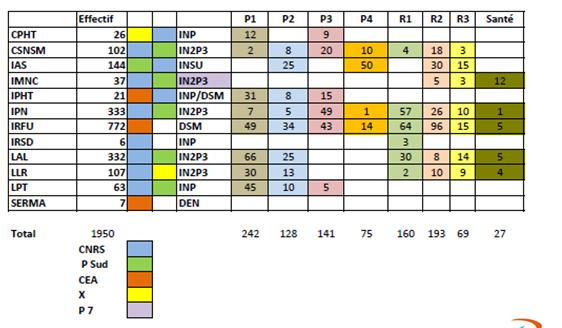 Effectif P1 P2 P3 P4 R1 R2 R3 Santé
CPHT 26 INP 12 9
CSNSM 102 IN2P3 2 8 20 10 4 18 3
IAS 144 INSU 25 50 30 15
IMNC 37 IN2P3 5 3 12
IPHT 21 INP/DSM 31 8 15
IPN 333 IN2P3 7 5 49 1 57 26 10 1
IRFU 772 DSM 49 34 43 14 64 96 15 5
IRSD 6 INP 3
LAL 332 IN2P3 66 25 30 8 14 5
LLR 107 IN2P3 30 13 2 10 9 4
LPT 63 INP 45 10 5
SERMA 7 DEN
Total 1950 242 128 141 75 160 193 69 27
CNRS
P Sud
CEA
X
P 7